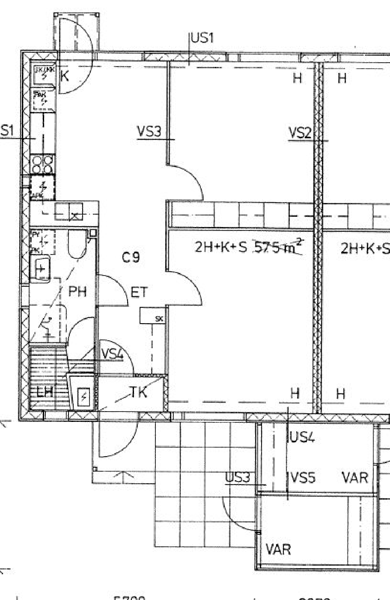 US1
K
H H
S1 VS3 VS2
C9
2H+K+S 57.5 m² 2H+K+S
PH ET
SK
VS4
LH TK
H H
US4
US3 VS5 VAR
VAR